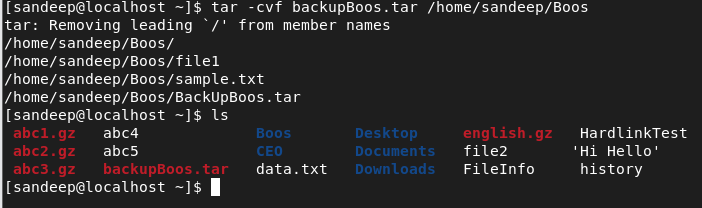 [sandeep@localhost ~]$ tar -cvf backupBoos.tar /home/sandeep/Boos
tar: Removing leading `/' from member names
/home/sandeep/Boos/
/home/sandeep/Boos/file1
/home/sandeep/Boos/sample.txt
/home/sandeep/Boos/BackUpBoos.tar
[sandeep@localhost ~]$ ls
abc1.gz abc4 Boos Desktop english.gz HardlinkTest
abc2.gz abc5 CEO Documents file2 'Hi Hello'
abc3.gz backupBoos.tar data.txt Downloads FileInfo history
[sandeep@localhost ~]$